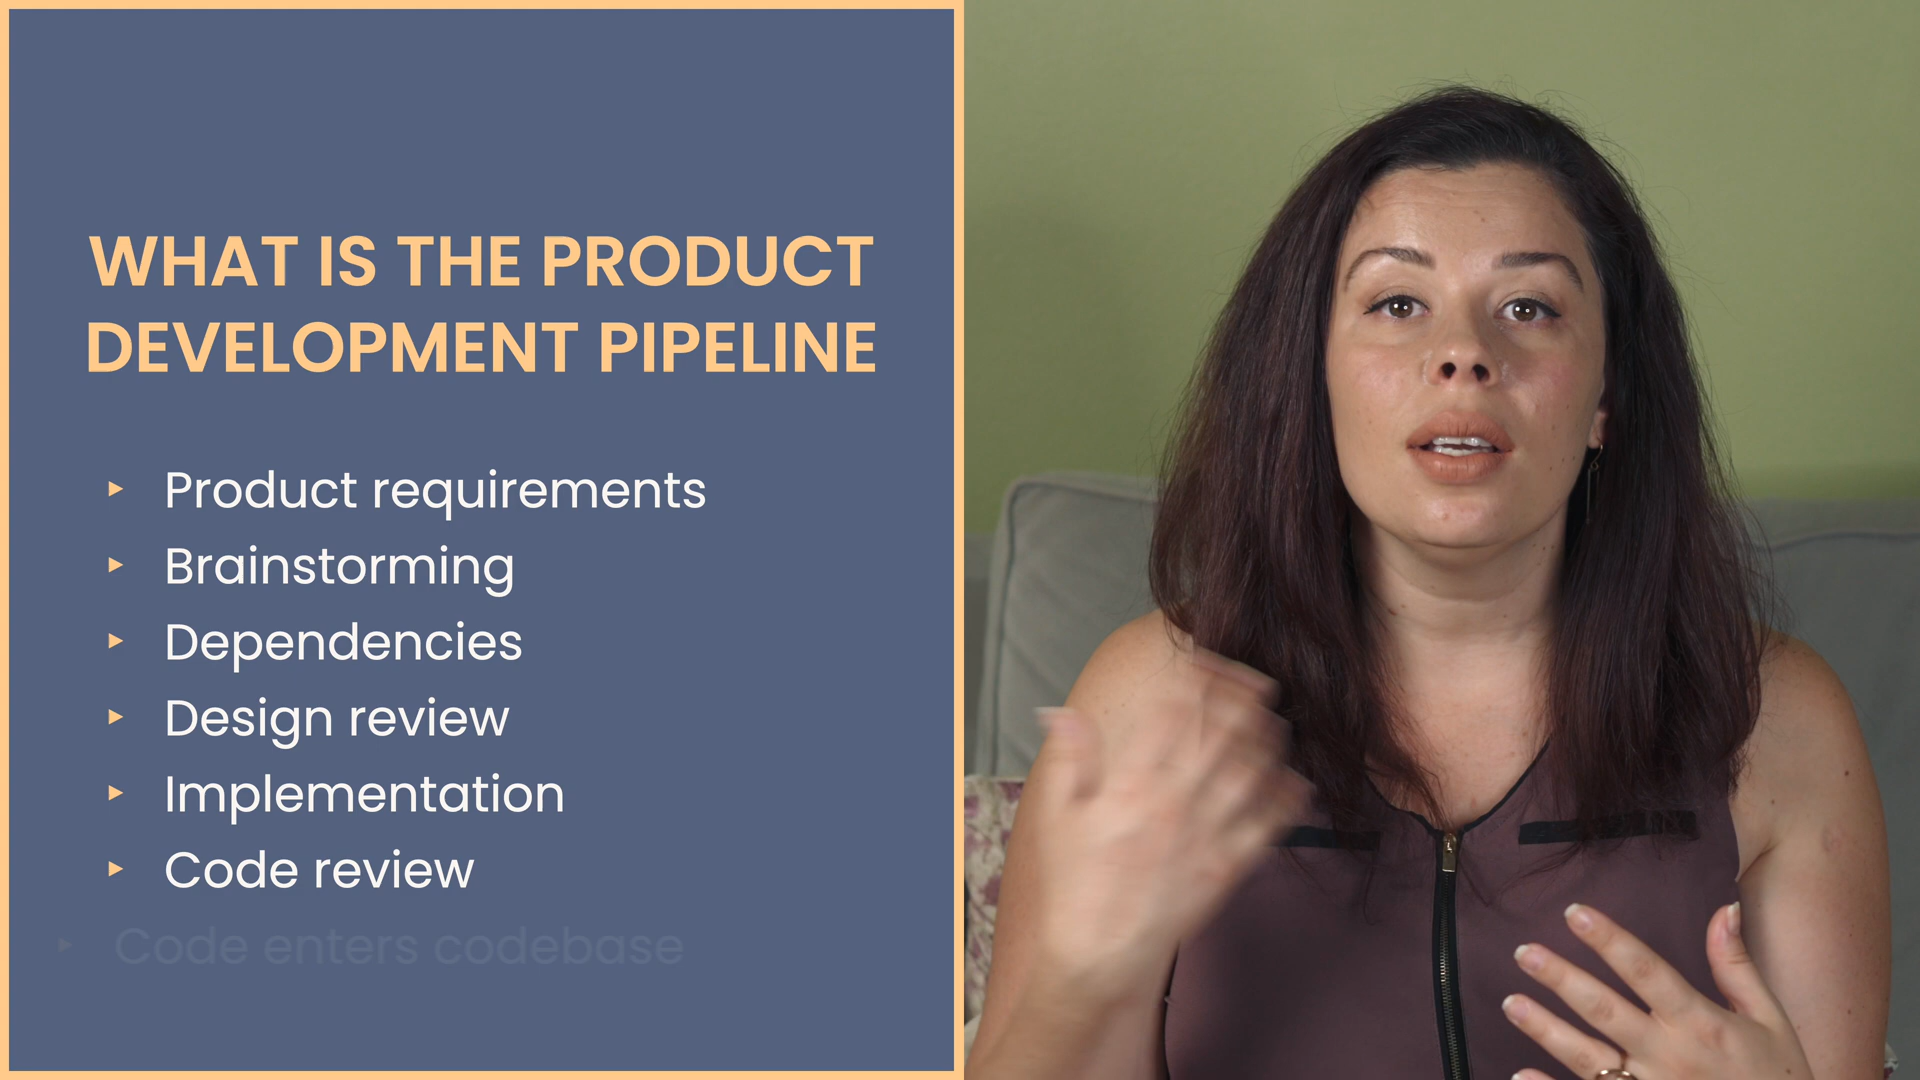 WHAT IS THE PRODUCT
DEVELOPMENT PIPELINE
Product requirements
Brainstorming
Dependencies
Design review
Implementation
Code review
Code enters codebase